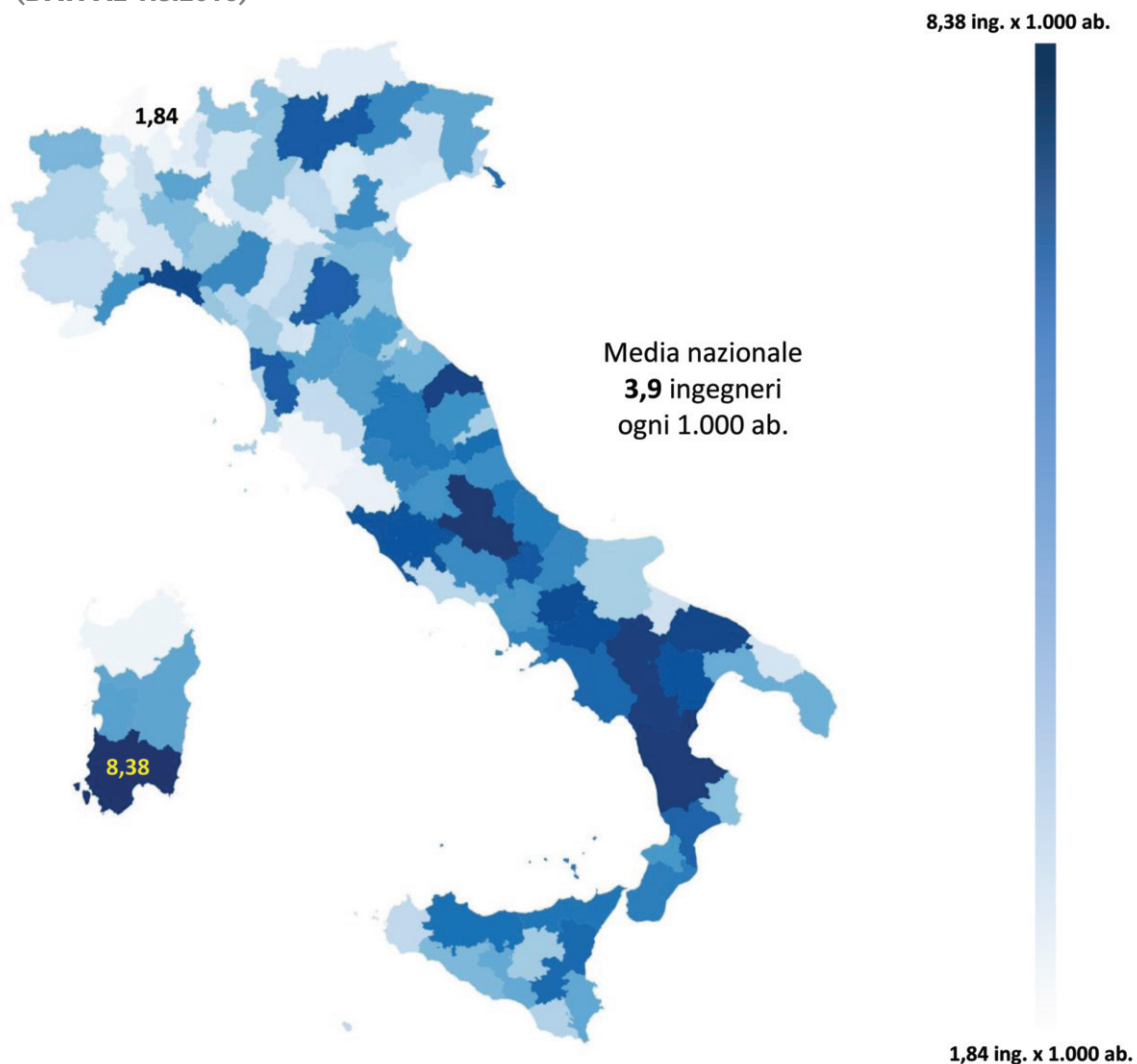 8,38 ing. x 1.000 ab.
1,84
Media nazionale
3,9 ingegneri
ogni 1.000 ab.
8,38
1,84 ing. x 1.000 ab.